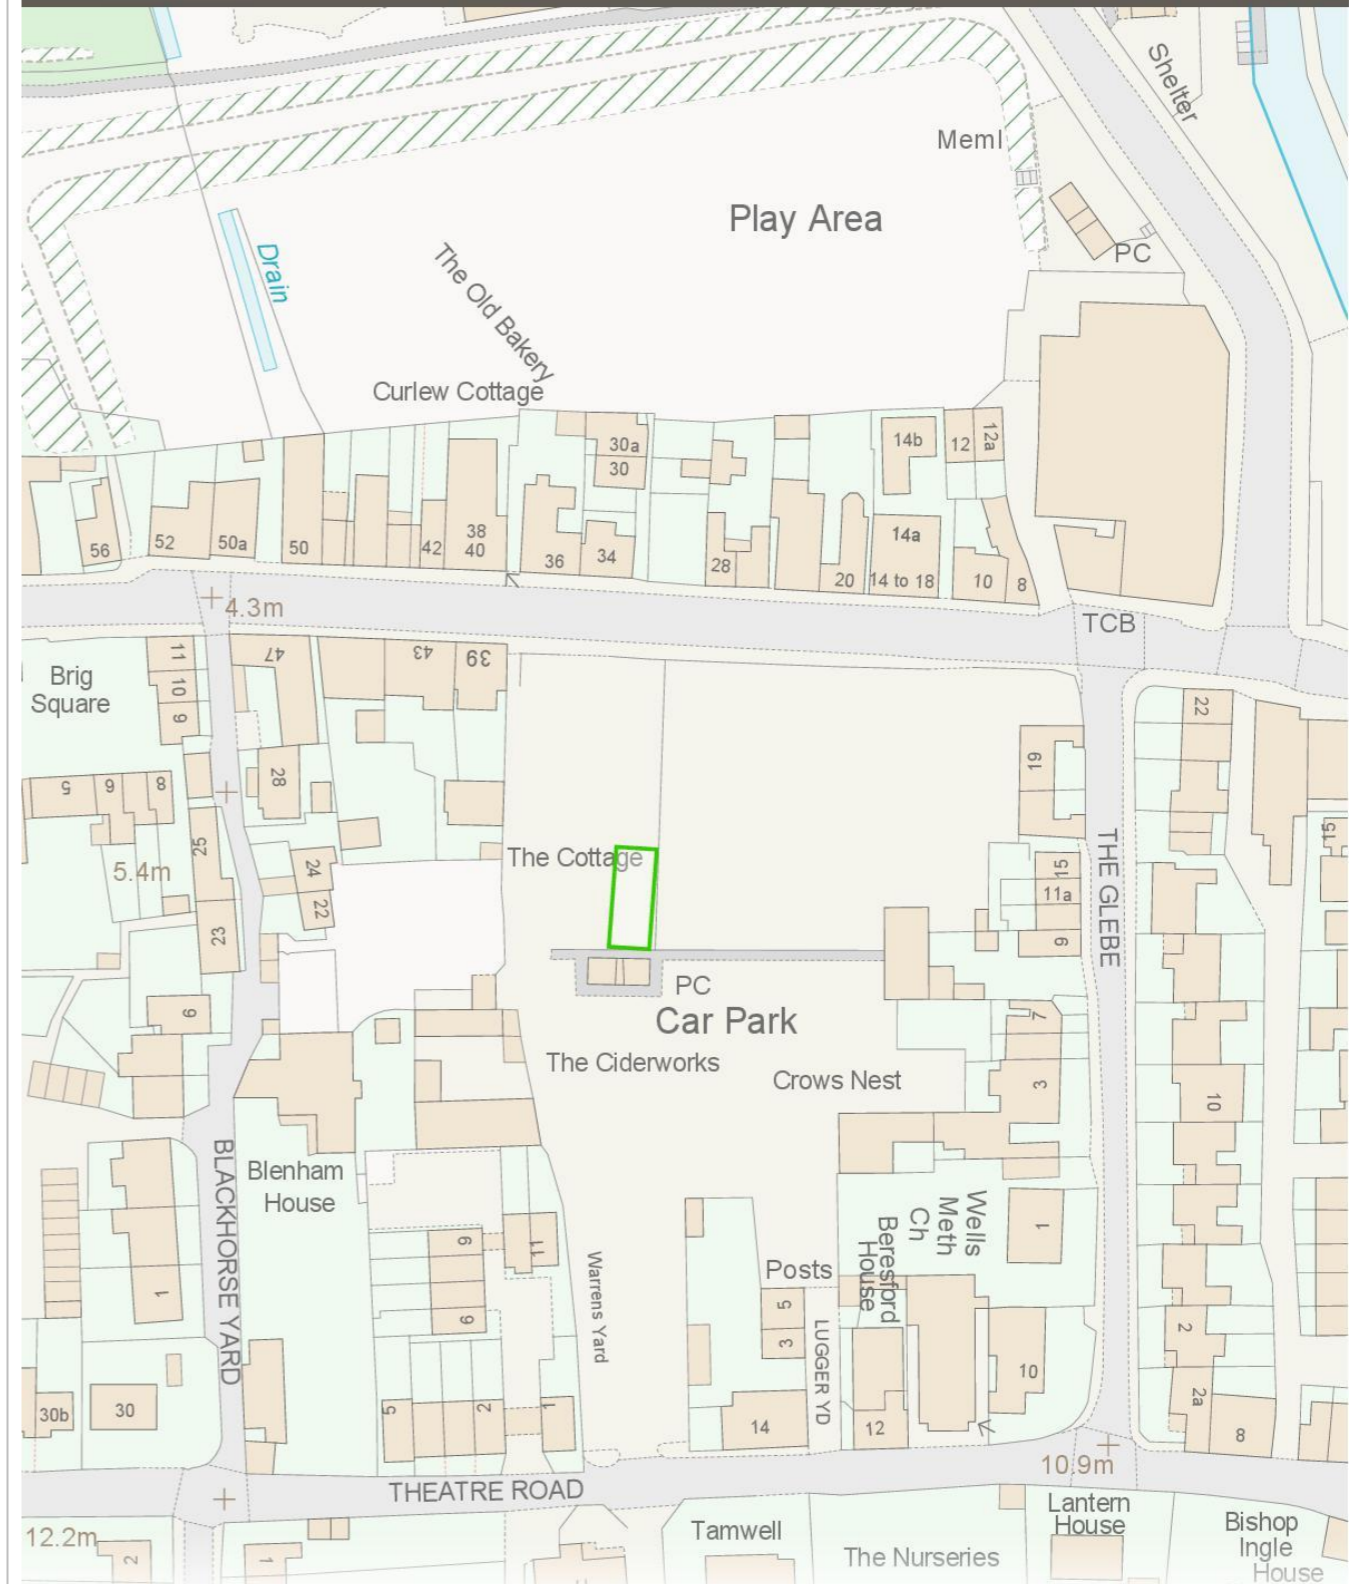 Shelter
Meml
Play Area
PC
Drain
The Old Bakery
Curlew Cottage
14b
12
12a
30a
30
56
52
50a
50
42
38
40
36
34
28
20
14a
14 to 18
10
8
4.3m
TCB
Brig
Square
11
10
9
47
43
39
22
28
19
5
6
8
25
THE GLEBE
15
The Cottage
24
15
5.4m
11a
22
23
9
PC
Car Park
9
7
The Ciderworks
Crows Nest
3
10
BLACKHORSE YARD
Blenham
House
Wells
Meth
Ch
Beresford
House
1
9
11
Warrens Yard
Posts
1
5
6
3
LUGGER YD
2
10
2a
30b
30
5
2
1
14
12
8
THEATRE ROAD
10.9m
12.2m
2
1
Tamwell
The Nurseries
Lantern
House
Bishop
Ingle
House